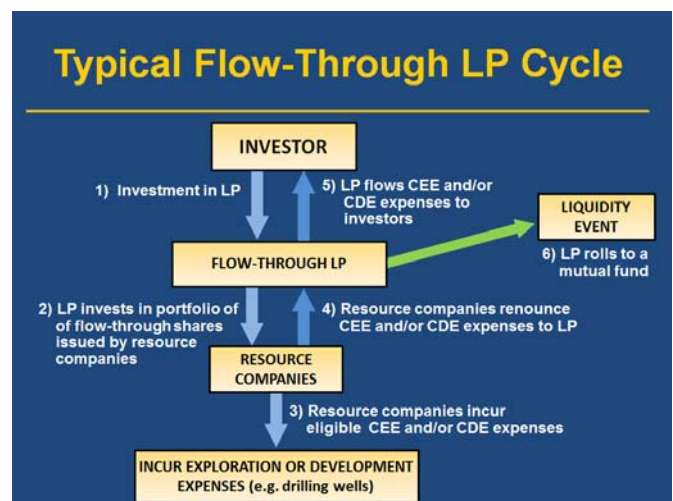 Typical Flow-Through LP Cycle
INVESTOR
1) Investment in LP
5) LP flows CEE and/or
CDE expenses to
investors
LIQUIDITY
EVENT
6) LP rolls to a
mutual fund
FLOW-THROUGH LP
2) LP invests in portfolio of
of flow-through shares
issued by resource
companies
4) Resource companies renounce
CEE and/or CDE expenses to LP
RESOURCE
COMPANIES
3) Resource companies incur
eligible CEE and/or CDE expenses
INCUR EXPLORATION OR DEVELOPMENT
EXPENSES (e.g. drilling wells)